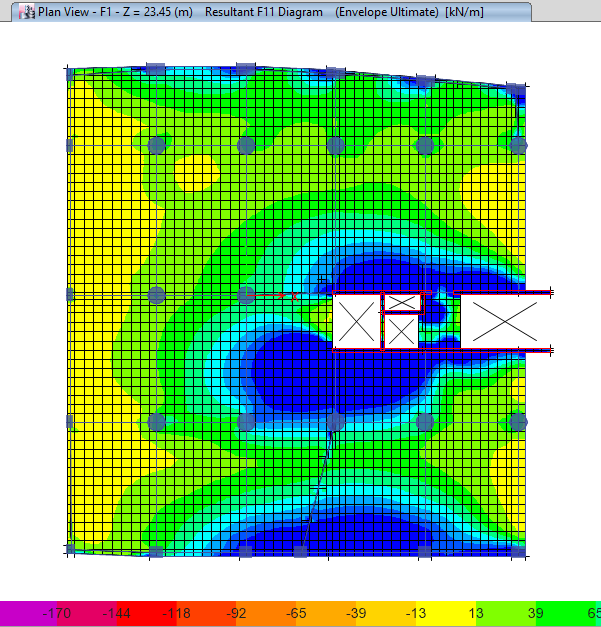 Plan View - F1 - Z = 23.45 (m)    Resultant F11 Diagram    (Envelope Ultimate)  [kN/m]
-170 -144 -118 -92 -65 -39 -13 13 39 65